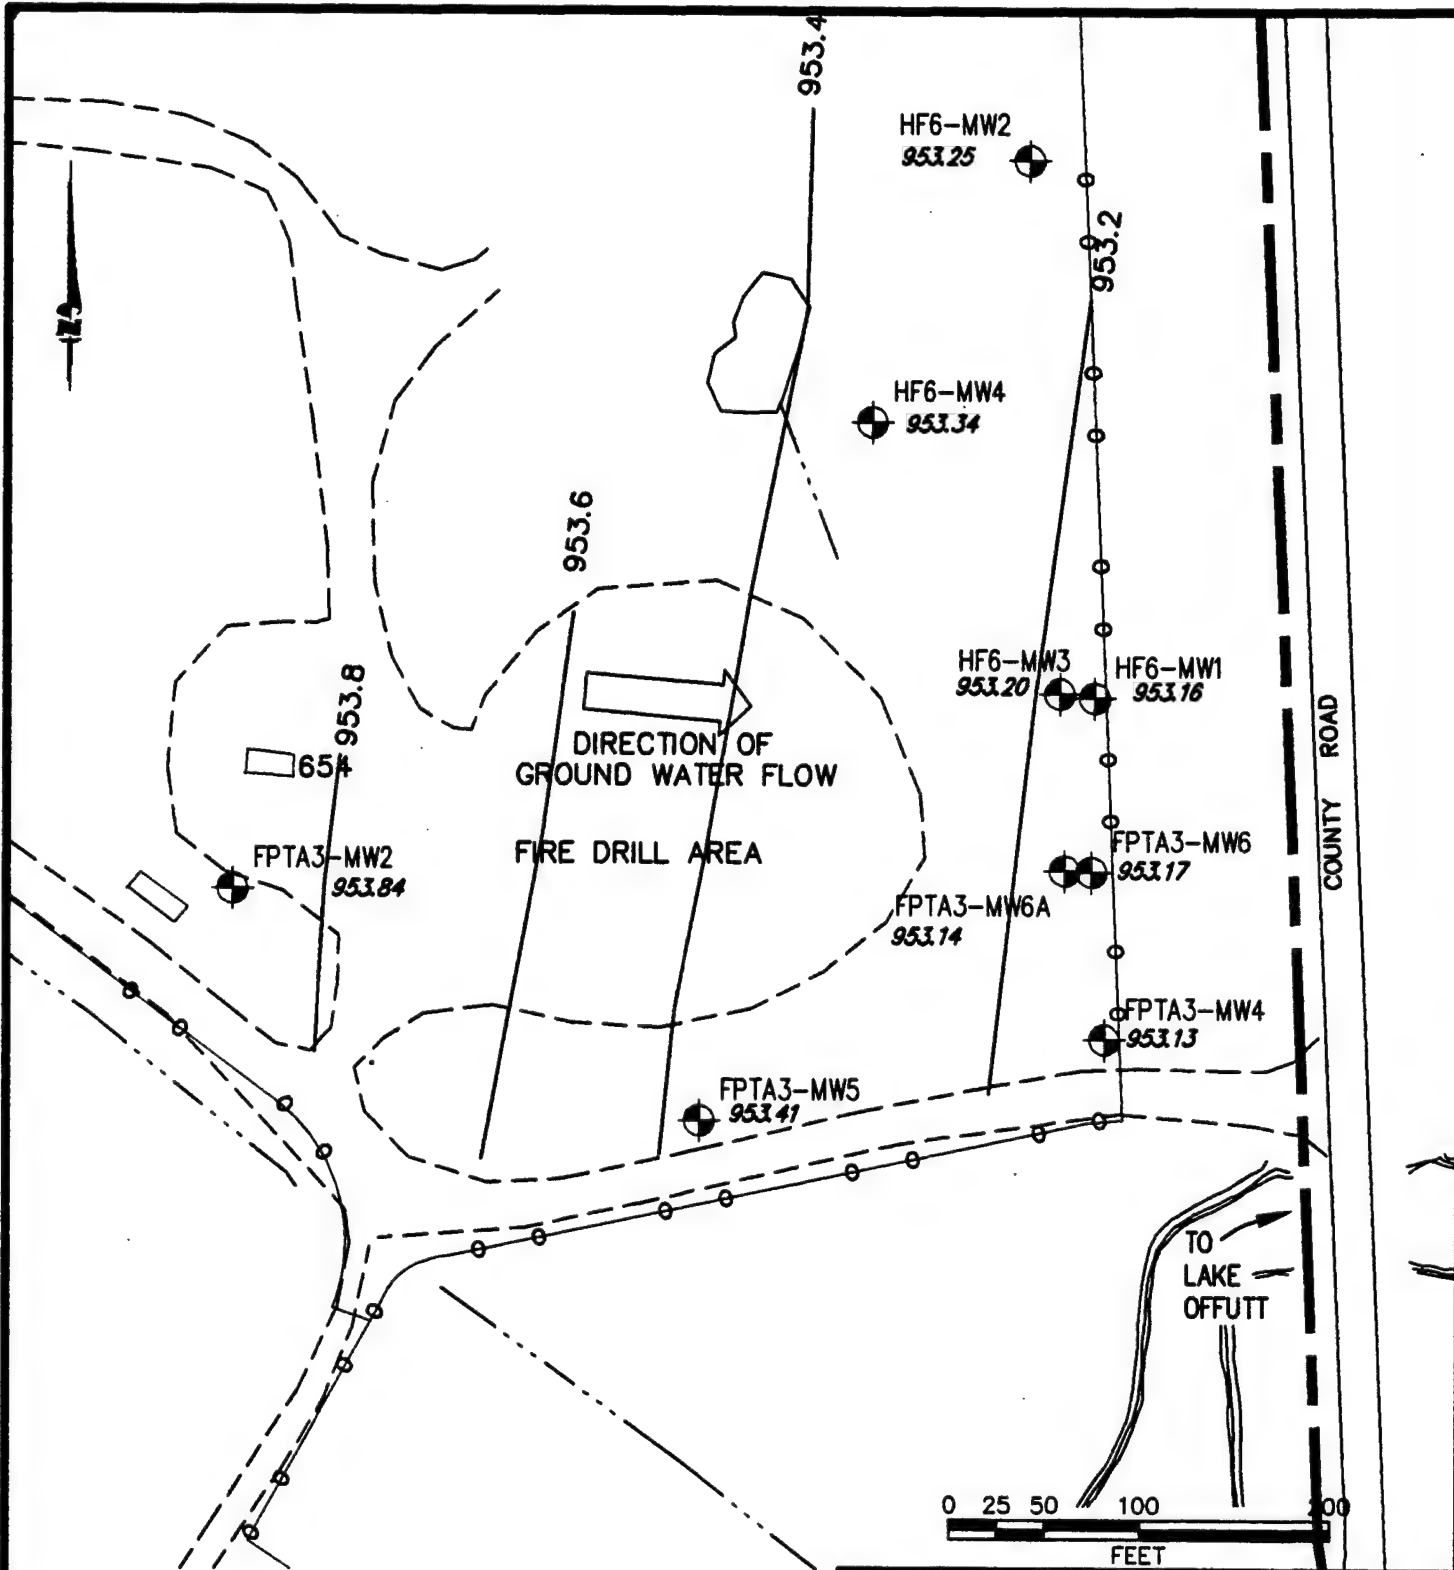 953.4
HF6-MW2
953.25
953.2
N
HF6-MW4
953.34
953.6
HF6-MW3
953.20
HF6-MW1
953.16
953.8
654
DIRECTION OF
GROUND WATER FLOW
COUNTY ROAD
FIRE DRILL AREA
FPTA3-MW2
953.84
FPTA3-MW6
953.17
FPTA3-MW6A
953.14
FPTA3-MW4
953.13
FPTA3-MW5
953.41
TO
LAKE
OFFUTT
0 25 50 100 200
FEET